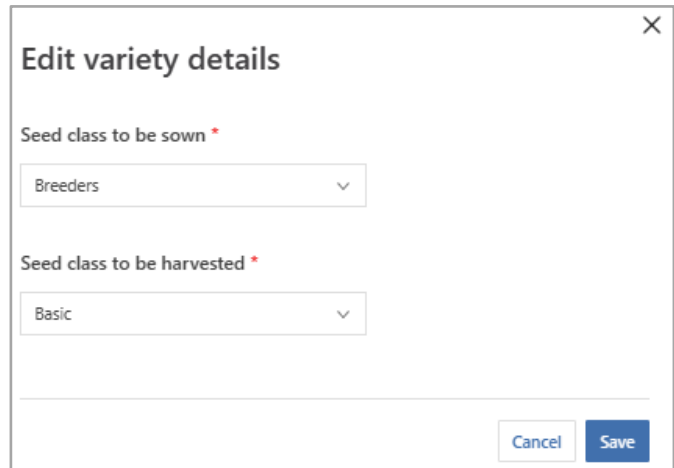 Edit variety details
Seed class to be sown *
Breeders
Seed class to be harvested *
Basic
Cancel Save